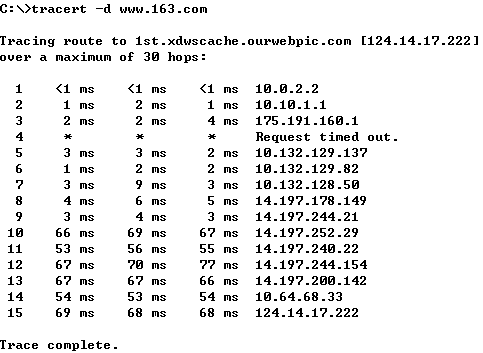 C:\>tracert -d www.163.com
Tracing route to 1st.xdwscache.ourwebpic.com [124.14.17.222]
over a maximum of 30 hops:
1 <1 ms <1 ms <1 ms 10.0.2.2
2 1 ms 2 ms 1 ms 10.10.1.1
3 2 ms 2 ms 4 ms 175.191.160.1
4 * * * Request timed out.
5 3 ms 3 ms 2 ms 10.132.129.137
6 1 ms 2 ms 2 ms 10.132.129.82
7 3 ms 9 ms 3 ms 10.132.128.50
8 4 ms 6 ms 5 ms 14.197.178.149
9 3 ms 4 ms 3 ms 14.197.244.21
10 66 ms 69 ms 67 ms 14.197.252.29
11 53 ms 56 ms 55 ms 14.197.240.22
12 67 ms 70 ms 77 ms 14.197.244.154
13 67 ms 67 ms 66 ms 14.197.200.142
14 54 ms 53 ms 54 ms 10.64.68.33
15 69 ms 68 ms 68 ms 124.14.17.222
Trace complete.